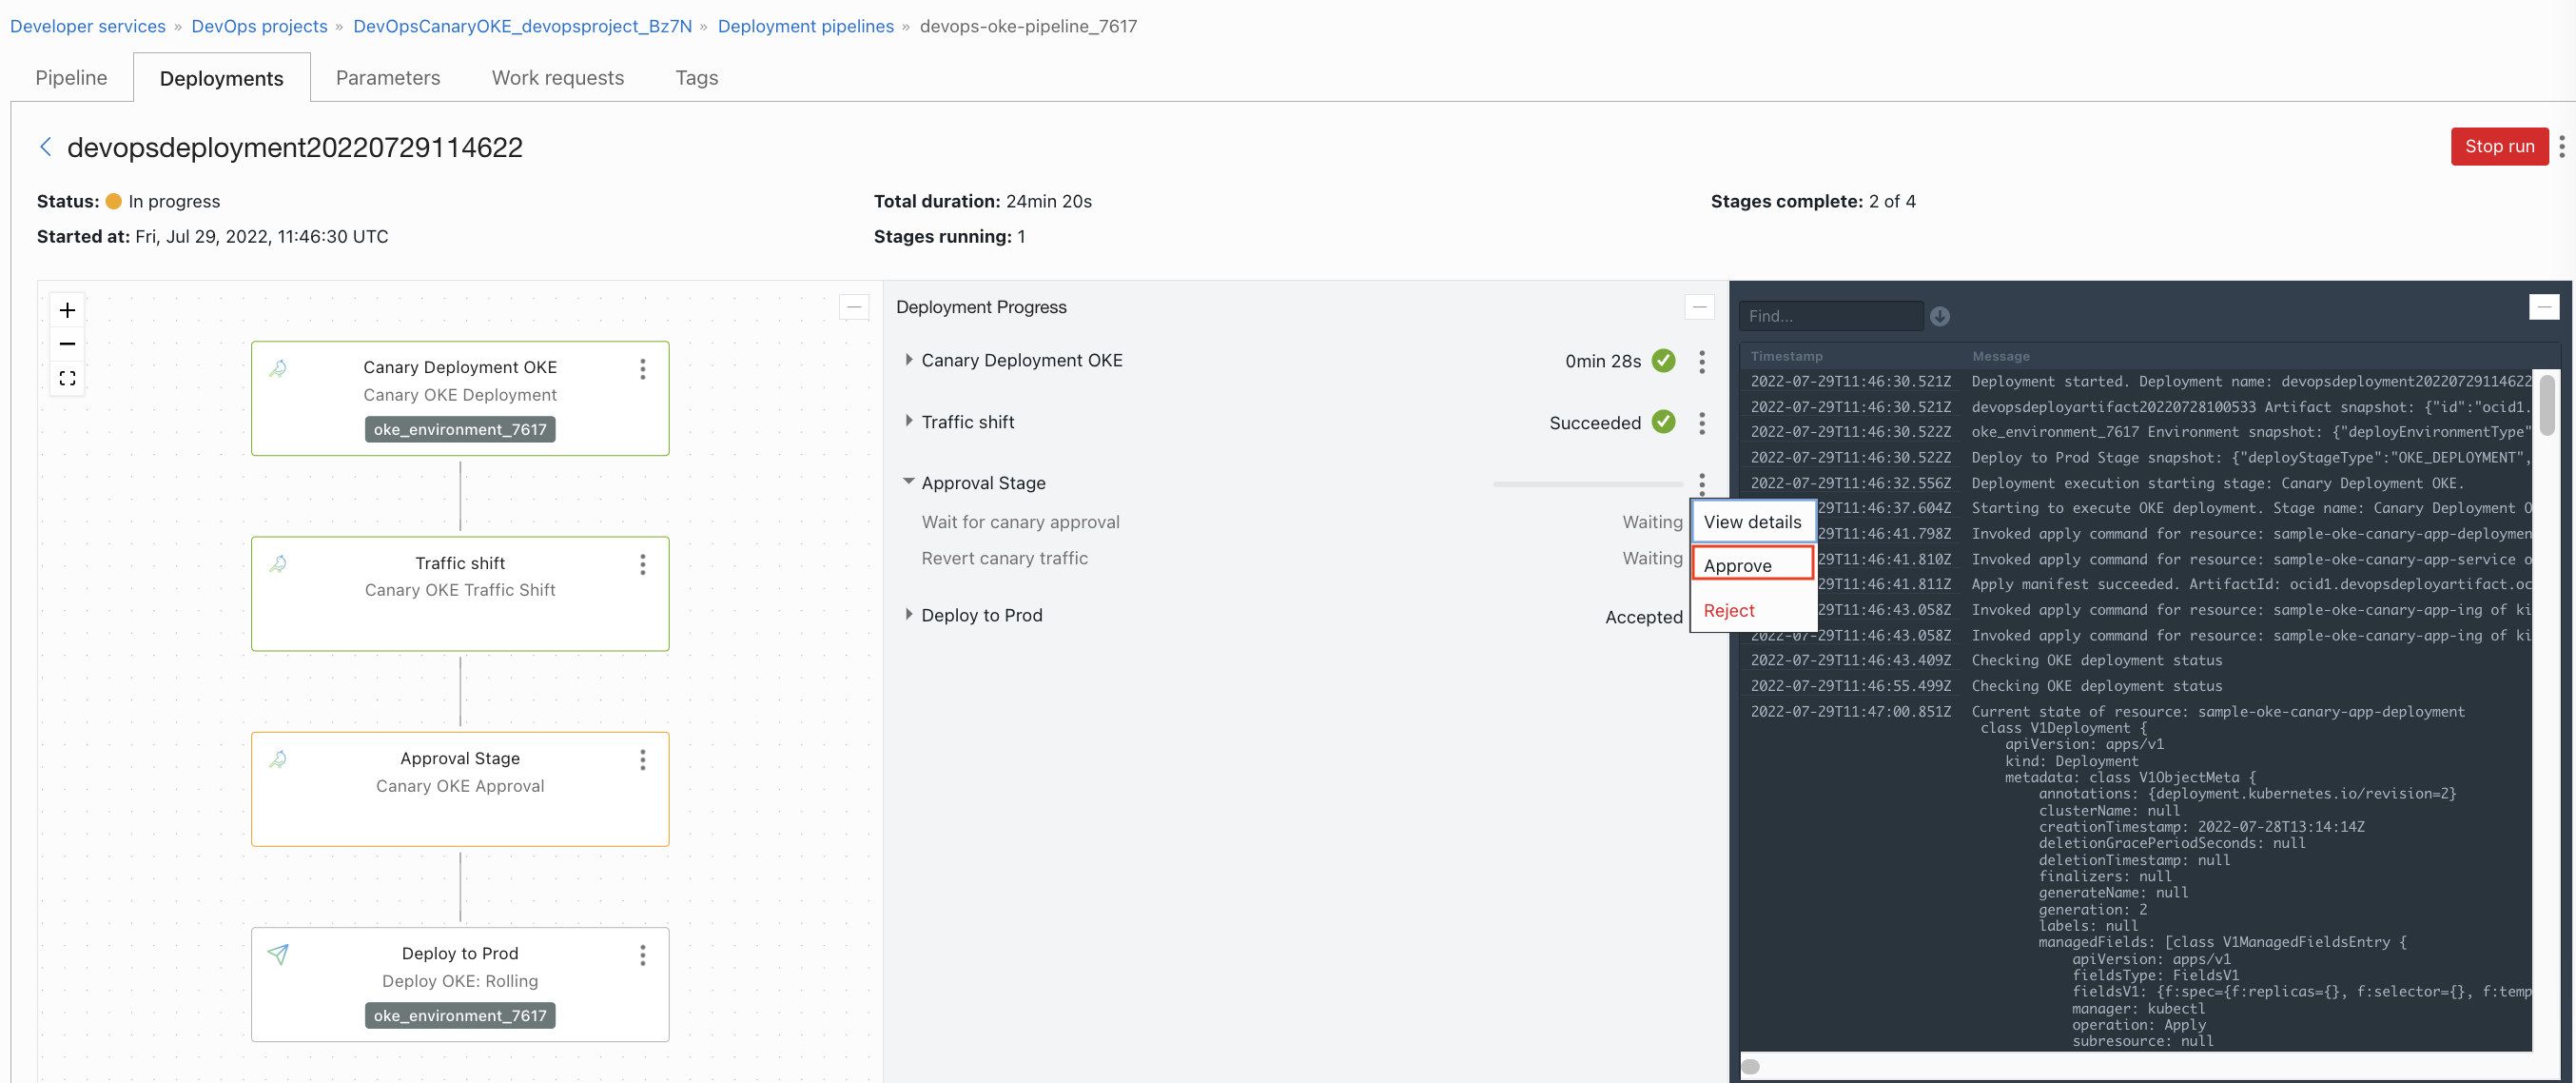 Developer services » DevOps projects » DevOpsCanaryOKE_devopsproject_Bz7N » Deployment pipelines » devops-oke-pipeline_7617
Pipeline Deployments Parameters Work requests Tags
devopsdeployment20220729114622
Stop run
Status: In progress
Total duration: 24min 20s
Stages complete: 2 of 4
Started at: Fri, Jul 29, 2022, 11:46:30 UTC
Stages running: 1
Canary Deployment OKE
Canary OKE Deployment
oke_environment_7617
Traffic shift
Canary OKE Traffic Shift
Approval Stage
Canary OKE Approval
Deploy to Prod
Deploy OKE: Rolling
oke_environment_7617
Deployment Progress
Canary Deployment OKE 0min 28s
Traffic shift Succeeded
Approval Stage
Wait for canary approval Waiting
Revert canary traffic Waiting
Deploy to Prod Accepted
View details
Approve
Reject
Find...
Timestamp Message
2022-07-29T11:46:30.521Z Deployment started. Deployment name: devopsdeployment20220729114622
2022-07-29T11:46:30.521Z devopsdeployartifact20220728100533 Artifact snapshot: {"id":"ocid1.
2022-07-29T11:46:30.522Z oke_environment_7617 Environment snapshot: {"deployEnvironmentType"
2022-07-29T11:46:30.522Z Deploy to Prod Stage snapshot: {"deployStageType":"OKE_DEPLOYMENT",
2022-07-29T11:46:32.556Z Deployment execution starting stage: Canary Deployment OKE.
29T11:46:37.604Z Starting to execute OKE deployment. Stage name: Canary Deployment O
29T11:46:41.798Z Invoked apply command for resource: sample-oke-canary-app-deploymen
29T11:46:41.810Z Invoked apply command for resource: sample-oke-canary-app-service o
29T11:46:41.811Z Apply manifest succeeded. ArtifactId: ocid1.devopsdeployartifact.oc
29T11:46:43.058Z Invoked apply command for resource: sample-oke-canary-app-ing of ki
2022-07-29T11:46:43.058Z Invoked apply command for resource: sample-oke-canary-app-ing of ki
2022-07-29T11:46:43.409Z Checking OKE deployment status
2022-07-29T11:46:55.499Z Checking OKE deployment status
2022-07-29T11:47:00.851Z Current state of resource: sample-oke-canary-app-deployment
class V1Deployment {
apiVersion: apps/v1
kind: Deployment
metadata: class V1ObjectMeta {
annotations: {deployment.kubernetes.io/revision=2}
clusterName: null
creationTimestamp: 2022-07-28T13:14:14Z
deletionGracePeriodSeconds: null
deletionTimestamp: null
finalizers: null
generateName: null
generation: 2
labels: null
managedFields: [class V1ManagedFieldsEntry {
apiVersion: apps/v1
fieldsType: FieldsV1
fieldsV1: {f:spec={f:replicas={}, f:selector={}, f:temp
manager: kubectl
operation: Apply
subresource: null